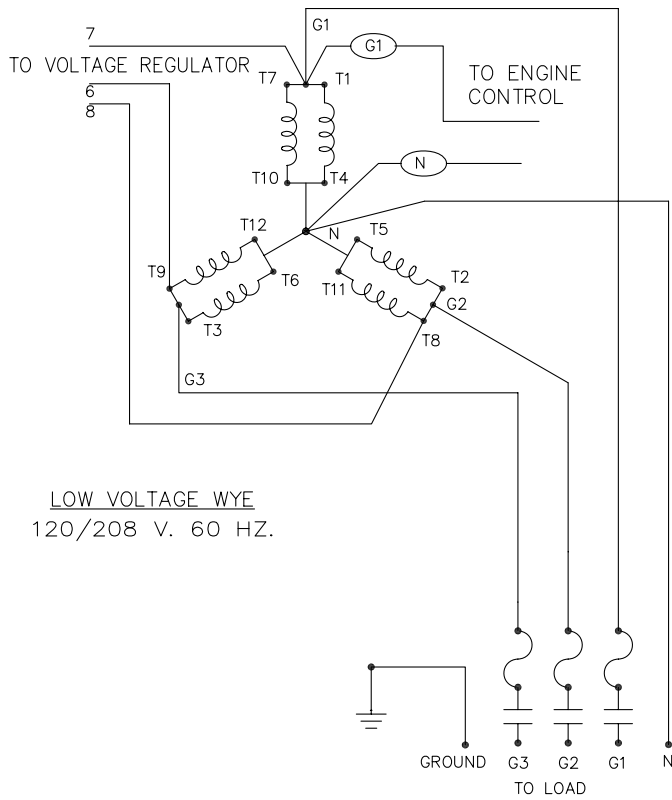 7
G1
G1
TO VOLTAGE REGULATOR
T7
T1
TO ENGINE
CONTROL
6
8
T10
T4
N
T12
N
T5
T9
T6
T11
T2
T3
G2
T8
G3
LOW VOLTAGE WYE
120/208 V. 60 HZ.
GROUND
G3
G2
G1
N
TO LOAD